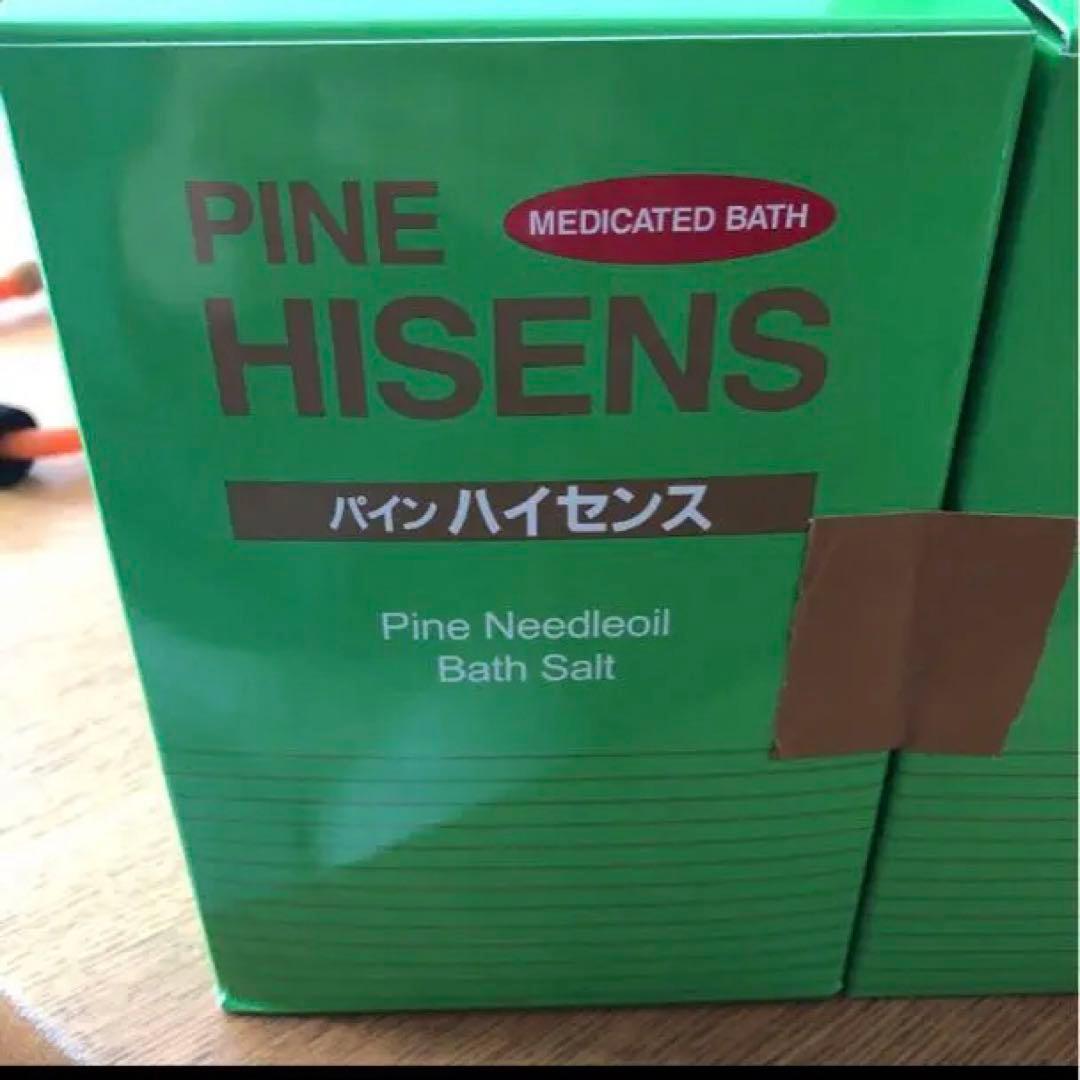 PINE
MEDICATED BATH
HISENS
パイン ハイセンス
Pine Needleoil
Bath Salt